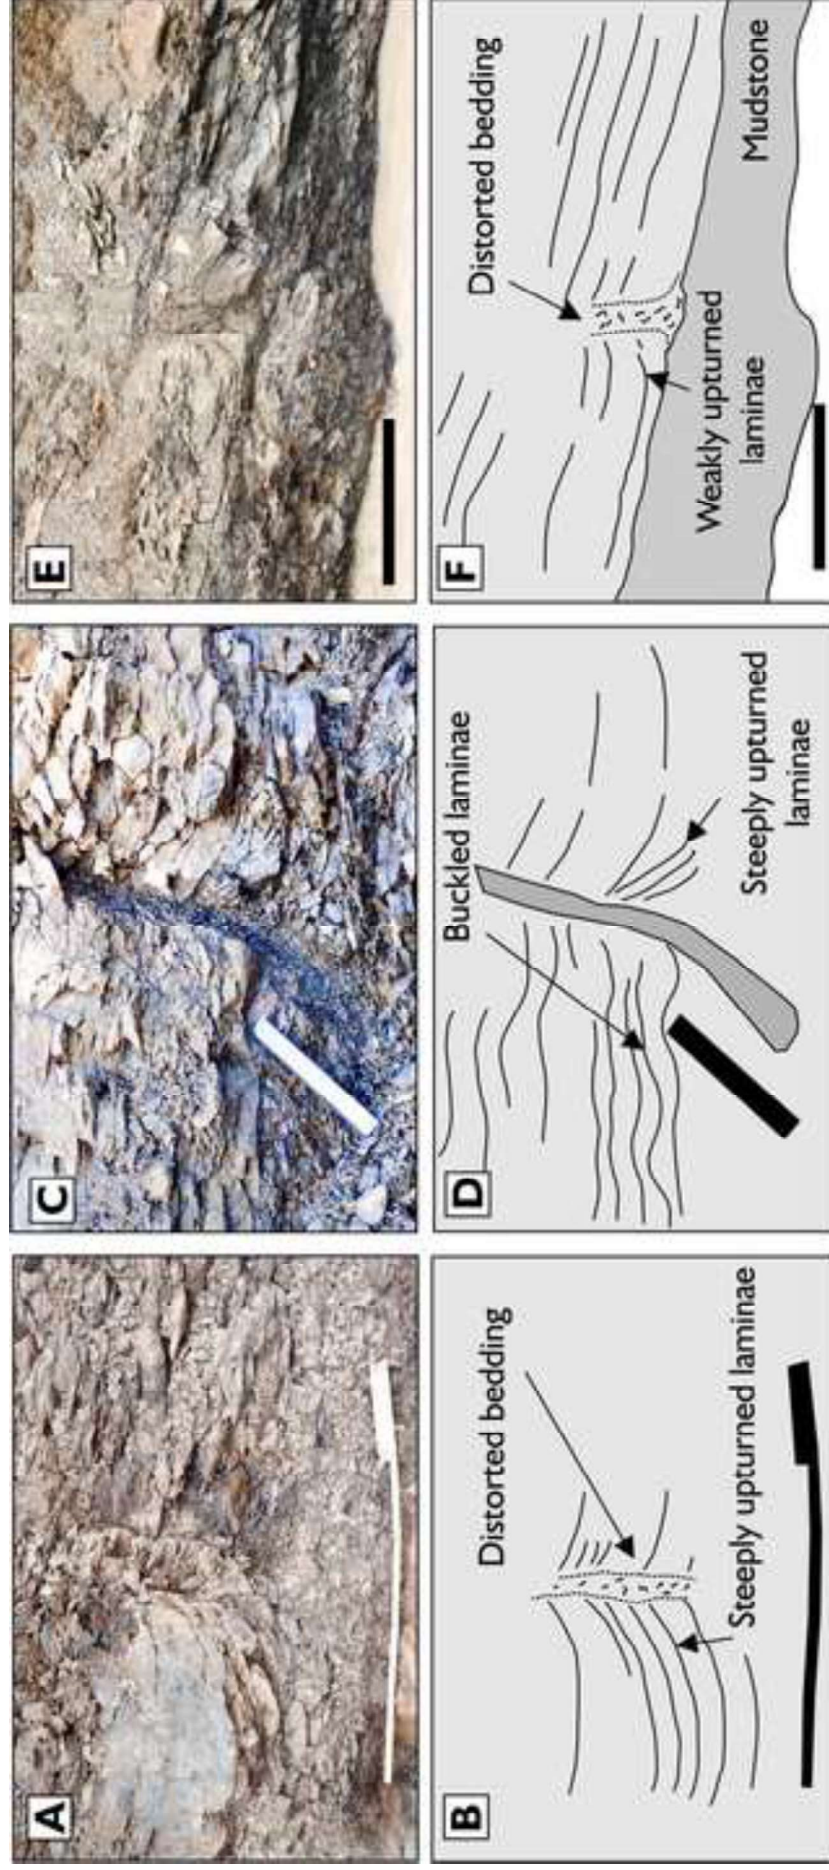 A
C
E
B
Distorted bedding
Steeply upturned laminae
D
Buckled laminae
Steeply upturned
laminae
F
Distorted bedding
Weakly upturned
laminae
Mudstone